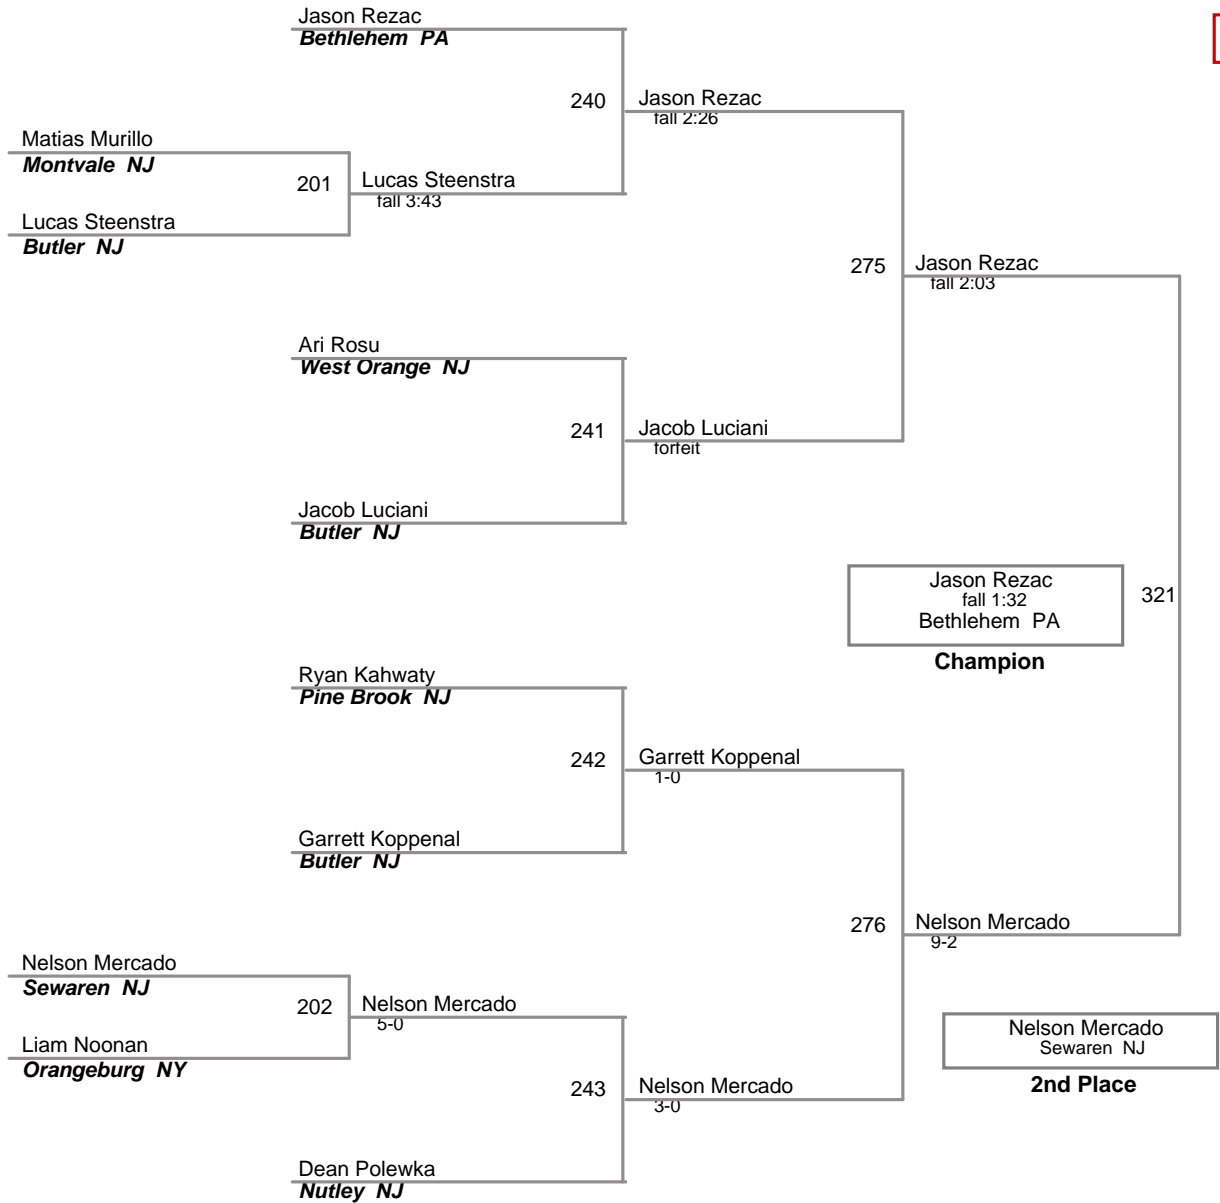 Jason Rezac
Bethlehem  PA
240
Jason Rezac
fall 2:26
Matias Murillo
Montvale  NJ
201
Lucas Steenstra
fall 3:43
Lucas Steenstra
Butler  NJ
275
Jason Rezac
fall 2:03
Ari Rosu
West Orange  NJ
241
Jacob Luciani
forfeit
Jacob Luciani
Butler  NJ
Jason Rezac
fall 1:32
Bethlehem  PA
Champion
321
Ryan Kahwaty
Pine Brook  NJ
242
Garrett Koppenal
1-0
Garrett Koppenal
Butler  NJ
276
Nelson Mercado
9-2
Nelson Mercado
Sewaren  NJ
202
Nelson Mercado
5-0
Liam Noonan
Orangeburg  NY
Nelson Mercado
Sewaren  NJ
2nd Place
243
Nelson Mercado
3-0
Dean Polewka
Nutley  NJ